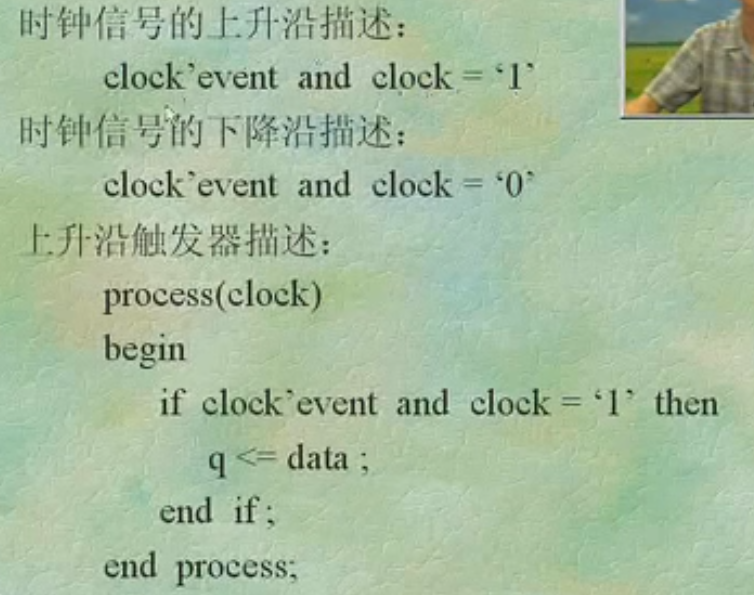 时钟信号的上升沿描述：
clock’event and clock = ‘1’
时钟信号的下降沿描述：
clock’event and clock = ‘0’
上升沿触发器描述：
process(clock)
begin
if clock’event and clock = ‘1’ then
q <= data ;
end if ;
end process;